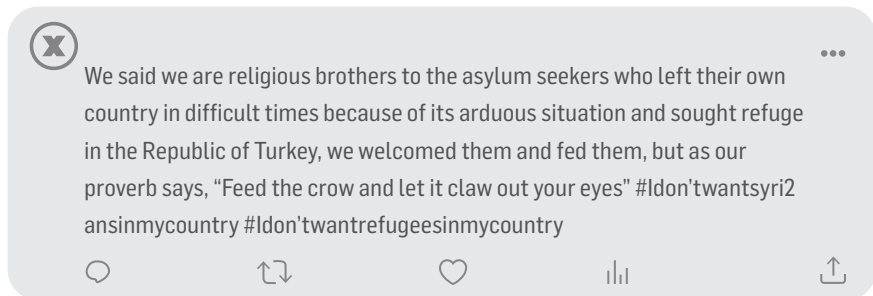 X
We said we are religious brothers to the asylum seekers who left their own
country in difficult times because of its arduous situation and sought refuge
in the Republic of Turkey, we welcomed them and fed them, but as our
proverb says, “Feed the crow and let it claw out your eyes” #Idon’twantsyri2
ansinmycountry #Idon’twantrefugeesinmycountry